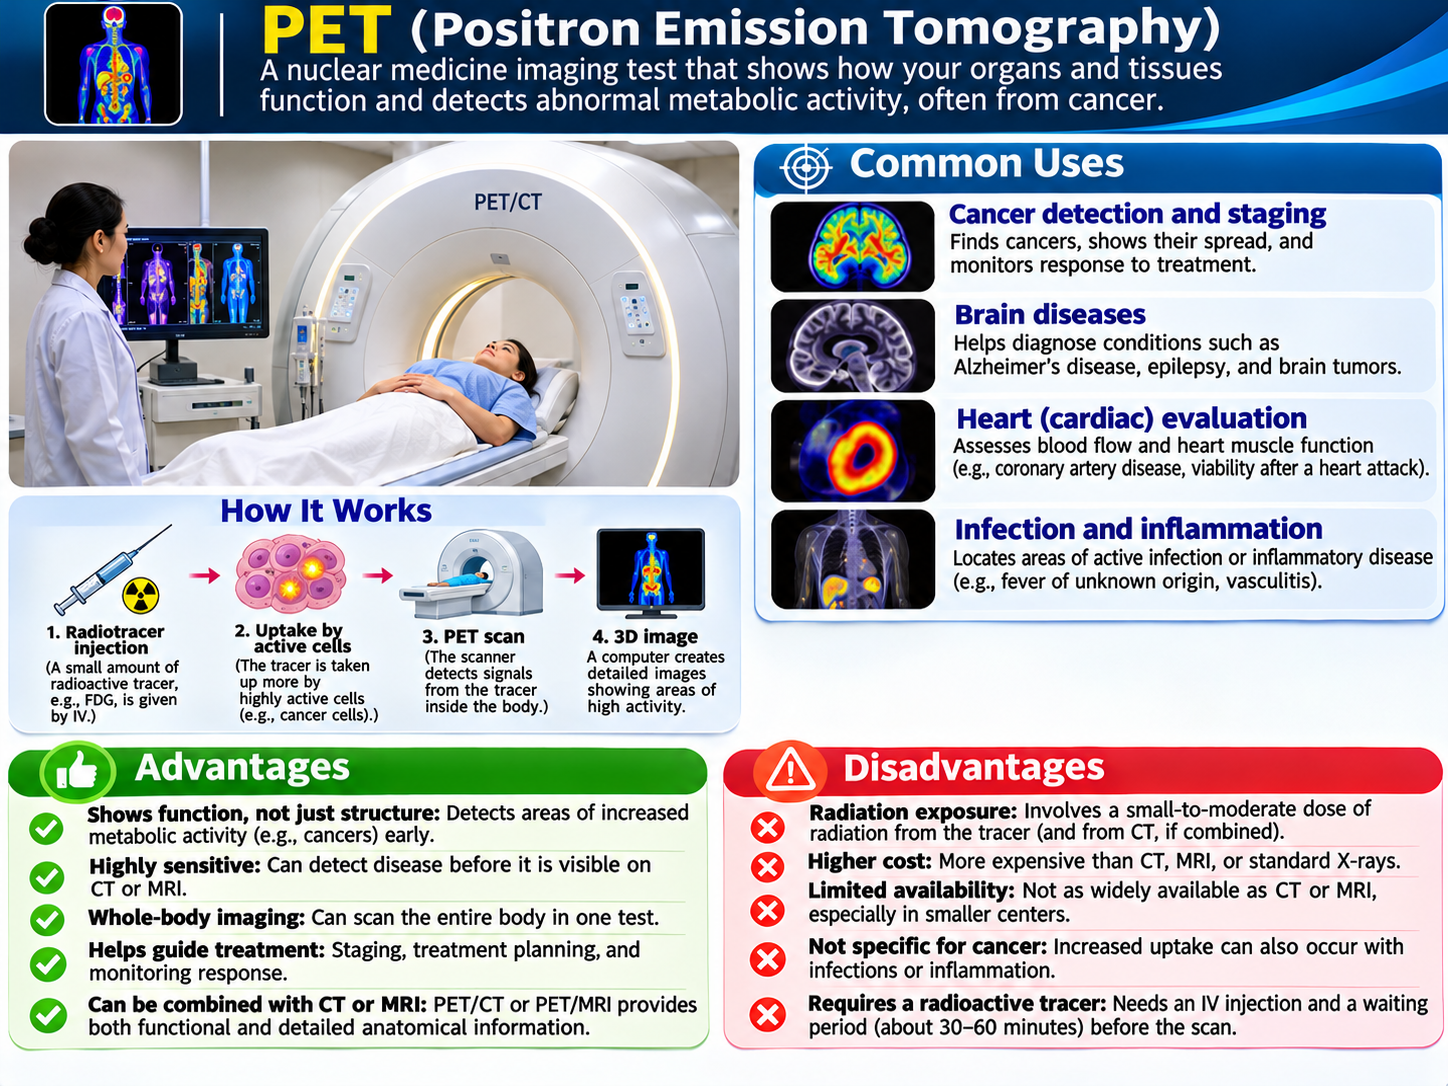 PET (Positron Emission Tomography)
A nuclear medicine imaging test that shows how your organs and tissues
function and detects abnormal metabolic activity, often from cancer.
PET/CT
How It Works
1. Radiotracer
injection
(A small amount of
radioactive tracer,
e.g., FDG, is given
by IV.)
2. Uptake by
active cells
(The tracer is taken
up more by
highly active cells
(e.g., cancer cells).)
3. PET scan
(The scanner
detects signals
from the tracer
inside the body.)
4. 3D image
A computer creates
detailed images
showing areas of
high activity.
Common Uses
Cancer detection and staging
Finds cancers, shows their spread, and
monitors response to treatment.
Brain diseases
Helps diagnose conditions such as
Alzheimer's disease, epilepsy, and brain tumors.
Heart (cardiac) evaluation
Assesses blood flow and heart muscle function
(e.g., coronary artery disease, viability after a heart attack).
Infection and inflammation
Locates areas of active infection or inflammatory disease
(e.g., fever of unknown origin, vasculitis).
Advantages
Shows function, not just structure: Detects areas of increased
metabolic activity (e.g., cancers) early.
Highly sensitive: Can detect disease before it is visible on
CT or MRI.
Whole-body imaging: Can scan the entire body in one test.
Helps guide treatment: Staging, treatment planning, and
monitoring response.
Can be combined with CT or MRI: PET/CT or PET/MRI provides
both functional and detailed anatomical information.
Disadvantages
Radiation exposure: Involves a small-to-moderate dose of
radiation from the tracer (and from CT, if combined).
Higher cost: More expensive than CT, MRI, or standard X-rays.
Limited availability: Not as widely available as CT or MRI,
especially in smaller centers.
Not specific for cancer: Increased uptake can also occur with
infections or inflammation.
Requires a radioactive tracer: Needs an IV injection and a waiting
period (about 30–60 minutes) before the scan.